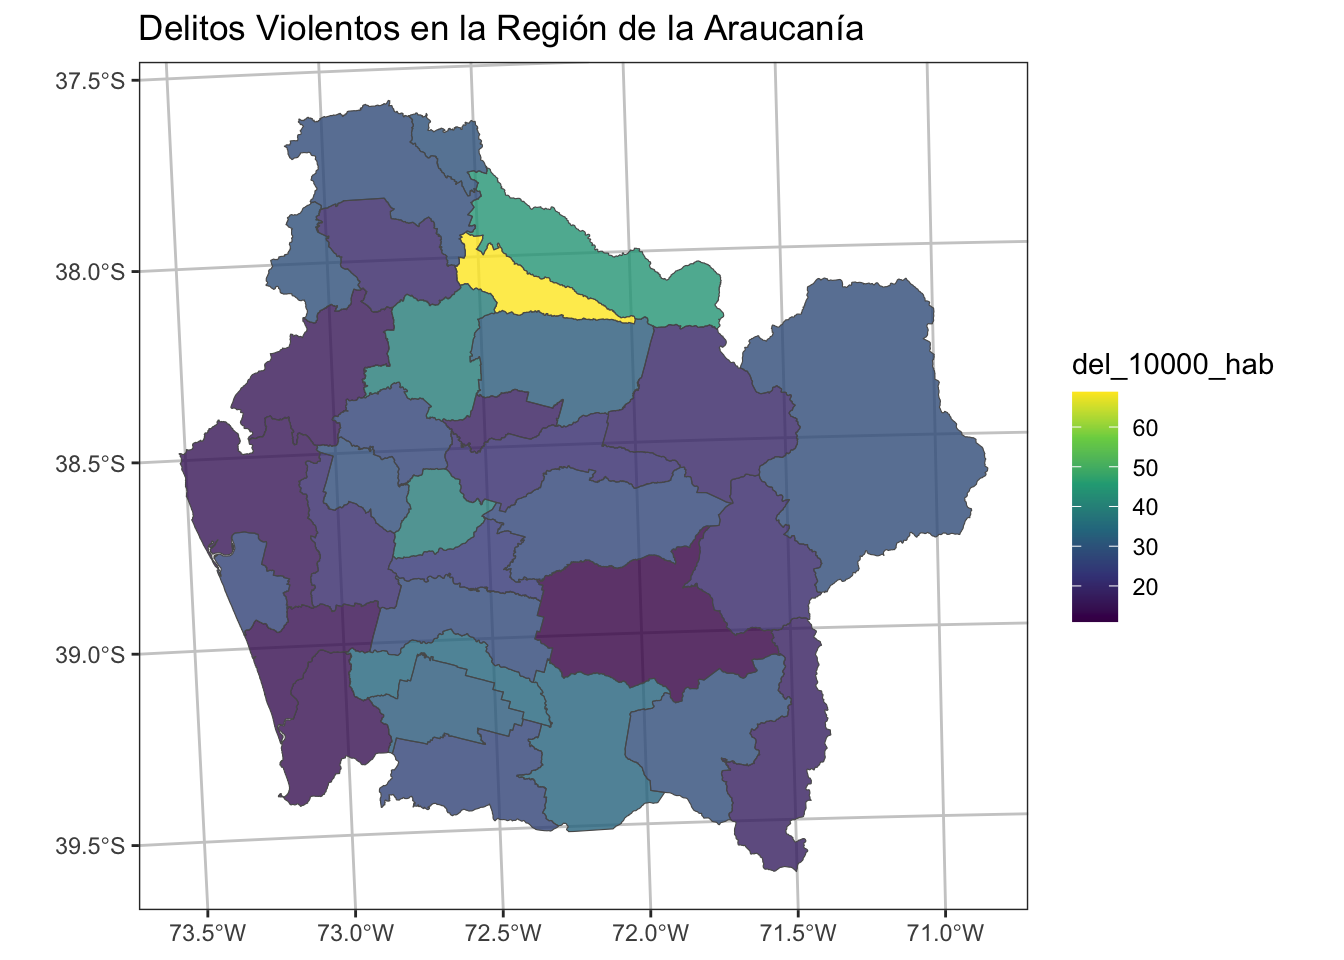 Delitos Violentos en la Región de la Araucanía
37.5°S
38.0°S
38.5°S
39.0°S
39.5°S
73.5°W
73.0°W
72.5°W
72.0°W
71.5°W
71.0°W
del_10000_hab
60
50
40
30
20